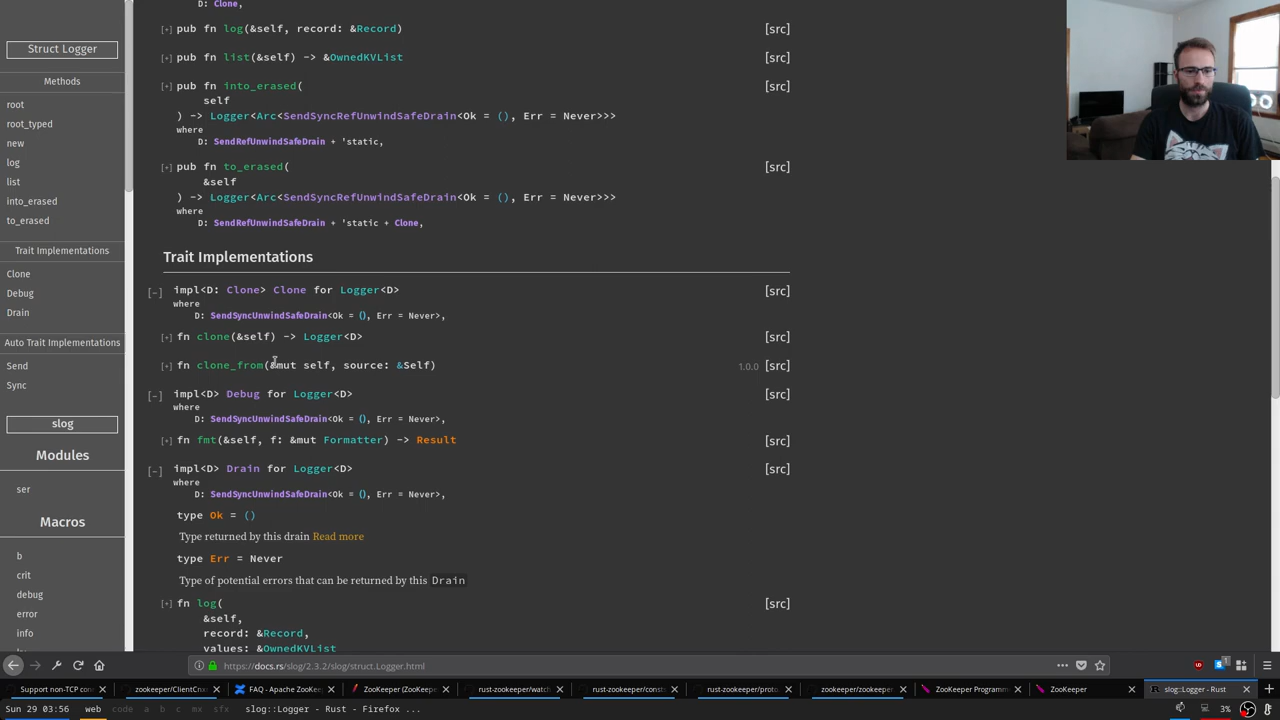 Struct Logger
Methods
root
root_typed
new
log
list
into_erased
to_erased
Trait Implementations
Clone
Debug
Drain
Auto Trait Implementations
Send
Sync
slog
Modules
ser
Macros
b
crit
debug
error
info
D: Clone,
[+] pub fn log(&self, record: &Record) [src]
[+] pub fn list(&self) -> &OwnedKVList [src]
[+] pub fn into_erased( [src]
self
) -> Logger<Arc<SendSyncRefUnwindSafeDrain<Ok = (), Err = Never>>>
where
D: SendRefUnwindSafeDrain + 'static,
[+] pub fn to_erased( [src]
&self
) -> Logger<Arc<SendSyncRefUnwindSafeDrain<Ok = (), Err = Never>>>
where
D: SendRefUnwindSafeDrain + 'static + Clone,
Trait Implementations
[-] impl<D: Clone> Clone for Logger<D> [src]
where
D: SendSyncUnwindSafeDrain<Ok = (), Err = Never>,
[+] fn clone(&self) -> Logger<D> [src]
[+] fn clone_from(&mut self, source: &Self) 1.0.0 [src]
[-] impl<D> Debug for Logger<D> [src]
where
D: SendSyncUnwindSafeDrain<Ok = (), Err = Never>,
[+] fn fmt(&self, f: &mut Formatter) -> Result [src]
[-] impl<D> Drain for Logger<D> [src]
where
D: SendSyncUnwindSafeDrain<Ok = (), Err = Never>,
type Ok = ()
Type returned by this drain Read more
type Err = Never
Type of potential errors that can be returned by this Drain
[+] fn log( [src]
&self,
record: &Record,
values: &OwnedKVList
https://docs.rs/slog/2.3.2/slog/struct.Logger.html
Support non-TCP con
zookeeper/ClientCnx
FAQ - Apache ZooKee
ZooKeeper (ZooKeepe
rust-zookeeper/watch
rust-zookeeper/const
rust-zookeeper/proto
zookeeper/zookeeper
ZooKeeper Programm
ZooKeeper
slog::Logger - Rust
Sun 29 03:56 web code a b c mx sfx slog::Logger - Rust - Firefox ... 3%